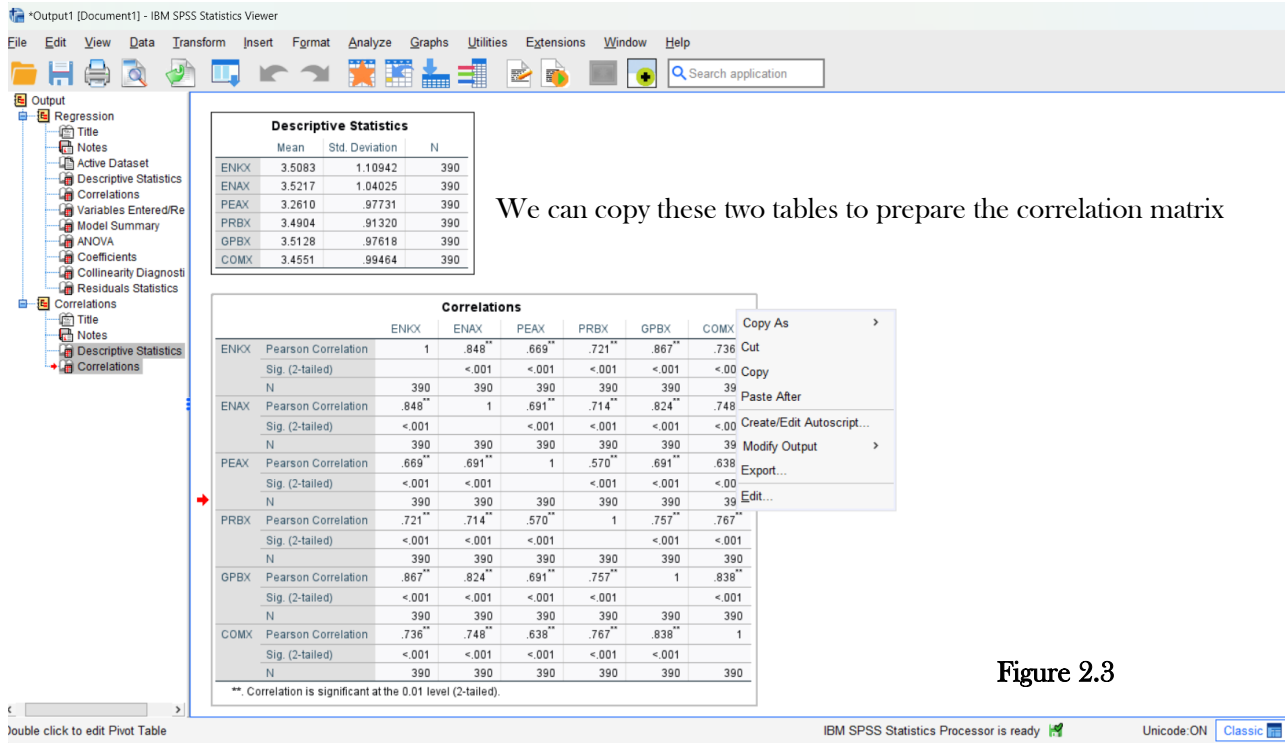 *Output1 [Document1] - IBM SPSS Statistics Viewer
File Edit View Data Transform Insert Format Analyze Graphs Utilities Extensions Window Help
Search application
Output
Regression
Title
Notes
Active Dataset
Descriptive Statistics
Correlations
Variables Entered/Re
Model Summary
ANOVA
Coefficients
Collinearity Diagnosti
Residuals Statistics
Correlations
Title
Notes
Descriptive Statistics
Correlations
Descriptive Statistics
Mean Std. Deviation N
ENKX 3.5083 1.10942 390
ENAX 3.5217 1.04025 390
PEAX 3.2610 .97731 390
PRBX 3.4904 .91320 390
GPBX 3.5128 .97618 390
COMX 3.4551 .99464 390
We can copy these two tables to prepare the correlation matrix
Correlations
ENKX ENAX PEAX PRBX GPBX COMX
ENKX Pearson Correlation 1 .848** .669** .721** .867** .736
Sig. (2-tailed) <.001 <.001 <.001 <.001 <.00
N 390 390 390 390 390 39
ENAX Pearson Correlation .848** 1 .691** .714** .824** .748
Sig. (2-tailed) <.001 <.001 <.001 <.001 <.00
N 390 390 390 390 390 39
PEAX Pearson Correlation .669** .691** 1 .570** .691** .638
Sig. (2-tailed) <.001 <.001 <.001 <.001 <.00
N 390 390 390 390 390 39
PRBX Pearson Correlation .721** .714** .570** 1 .757** .767**
Sig. (2-tailed) <.001 <.001 <.001 <.001 <.001
N 390 390 390 390 390 390
GPBX Pearson Correlation .867** .824** .691** .757** 1 .838**
Sig. (2-tailed) <.001 <.001 <.001 <.001 <.001
N 390 390 390 390 390 390
COMX Pearson Correlation .736** .748** .638** .767** .838** 1
Sig. (2-tailed) <.001 <.001 <.001 <.001 <.001
N 390 390 390 390 390 390
**. Correlation is significant at the 0.01 level (2-tailed).
Copy As >
Cut
Copy
Paste After
Create/Edit Autoscript...
Modify Output >
Export...
Edit...
Figure 2.3
Double click to edit Pivot Table
IBM SPSS Statistics Processor is ready
Unicode:ON
Classic